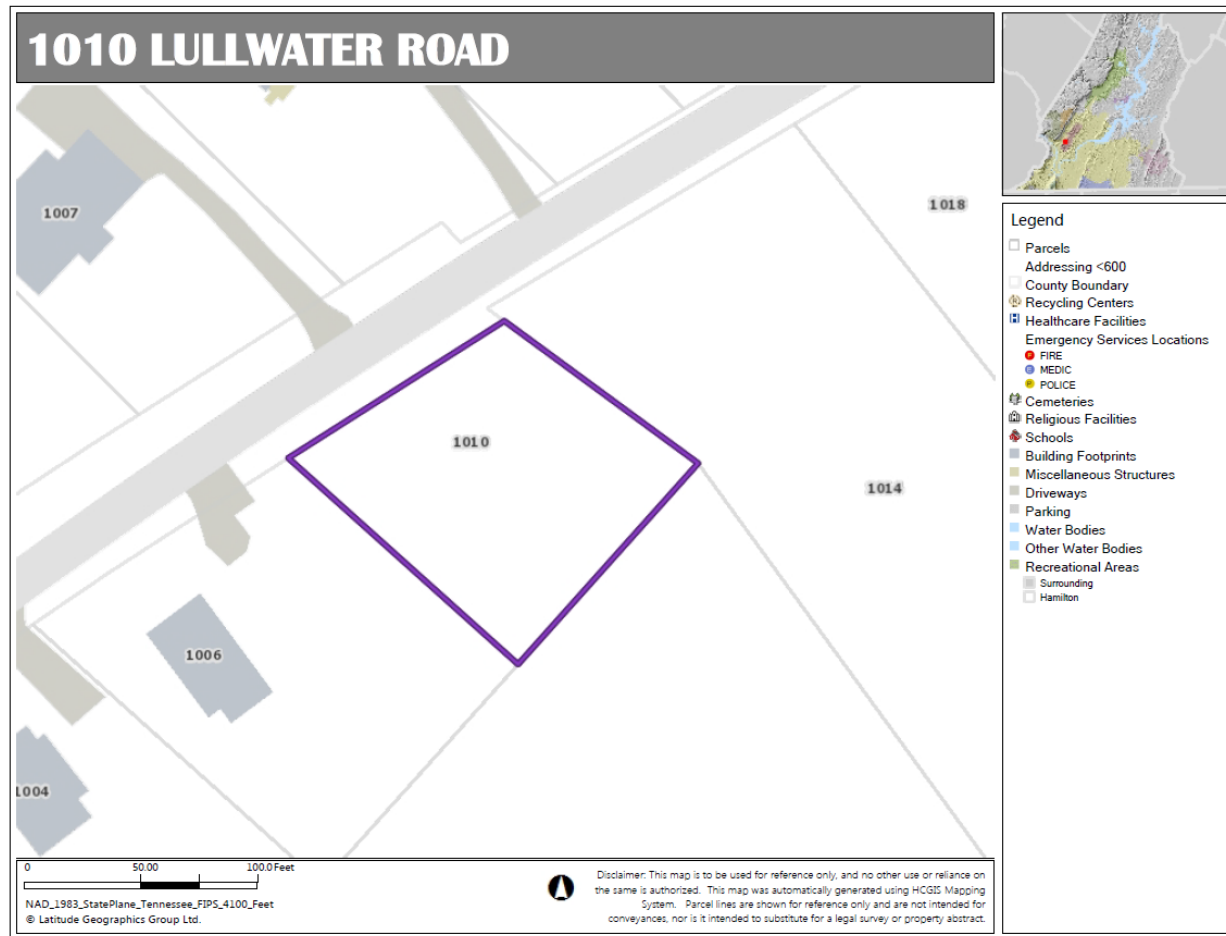 1010 LULLWATER ROAD
1007
1018
1010
1014
1006
1004
Legend
Parcels
Addressing <600
County Boundary
Recycling Centers
Healthcare Facilities
Emergency Services Locations
FIRE
MEDIC
POLICE
Cemeteries
Religious Facilities
Schools
Building Footprints
Miscellaneous Structures
Driveways
Parking
Water Bodies
Other Water Bodies
Recreational Areas
Surrounding
Hamilton
0 50.00 100.0 Feet
NAD_1983_StatePlane_Tennessee_FIPS_4100_Feet
© Latitude Geographics Group Ltd.
Disclaimer: This map is to be used for reference only, and no other use or reliance on
the same is authorized. This map was automatically generated using HCGIS Mapping
System. Parcel lines are shown for reference only and are not intended for
conveyances, nor is it intended to substitute for a legal survey or property abstract.